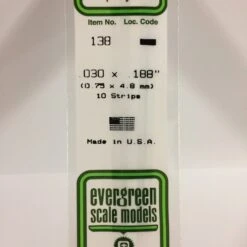 Item No. Loc. Code
138
.030 x .188"
(0.75 x 4.8 mm)
10 Strips
Made in U.S.A.
evergreen
scale models